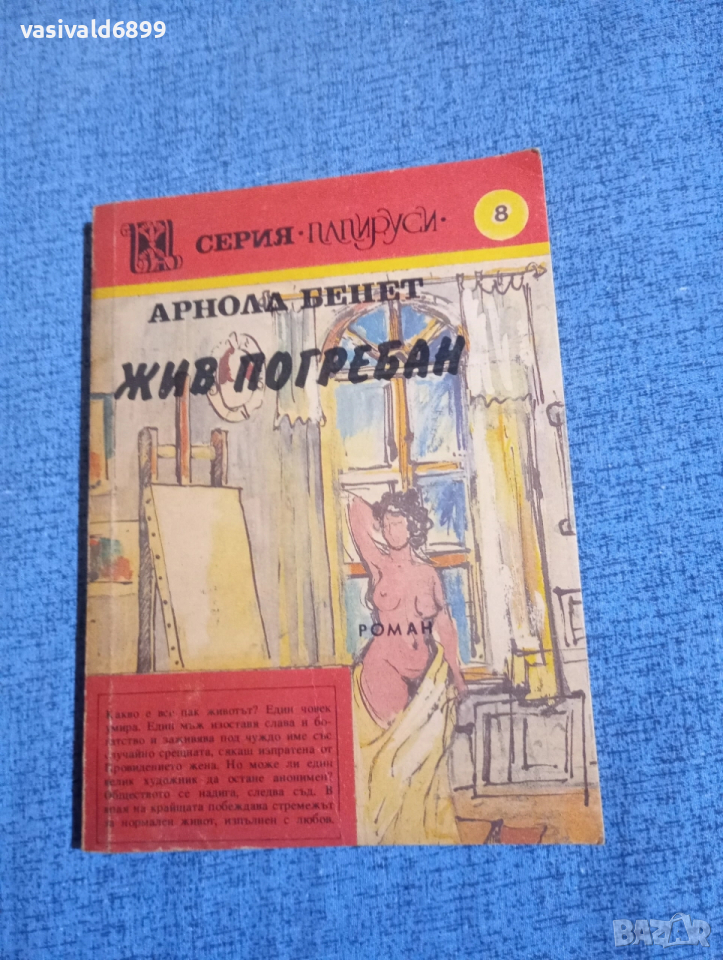 vasivald6899
СЕРИЯ · ПАПИРУСИ ·
8
АРНОЛД БЕНЕТ
ЖИВ ПОГРЕБАН
РОМАН
Какво е все пак животът? Един човек
умира. Един мъж изоставя слава и бо-
гатство и заживява под чуждо име със
случайно срещната, сякаш изпратена от
Провидението жена. Но може ли един
велик художник да остане анонимен?
Обществото се надига, следва съд. В
края на крайщата побеждава стремежът
за нормален живот, изпълнен с любов.
BAZAR